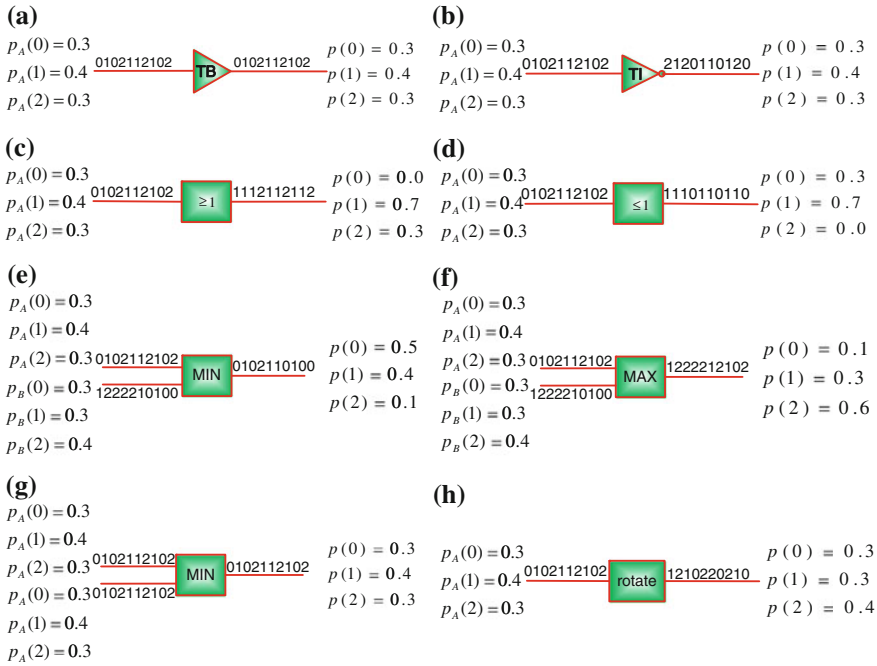 (a)
p_A(0) = 0.3
p_A(1) = 0.4
p_A(2) = 0.3
0102112102
TB
0102112102
p(0) = 0.3
p(1) = 0.4
p(2) = 0.3
(b)
p_A(0) = 0.3
p_A(1) = 0.4
p_A(2) = 0.3
0102112102
TI
2120110120
p(0) = 0.3
p(1) = 0.4
p(2) = 0.3
(c)
p_A(0) = 0.3
p_A(1) = 0.4
p_A(2) = 0.3
0102112102
≥1
1112112112
p(0) = 0.0
p(1) = 0.7
p(2) = 0.3
(d)
p_A(0) = 0.3
p_A(1) = 0.4
p_A(2) = 0.3
0102112102
≤1
1110110110
p(0) = 0.3
p(1) = 0.7
p(2) = 0.0
(e)
p_A(0) = 0.3
p_A(1) = 0.4
p_A(2) = 0.3
p_B(0) = 0.3
p_B(1) = 0.3
p_B(2) = 0.4
0102112102
1222210100
MIN
0102110100
p(0) = 0.5
p(1) = 0.4
p(2) = 0.1
(f)
p_A(0) = 0.3
p_A(1) = 0.4
p_A(2) = 0.3
p_B(0) = 0.3
p_B(1) = 0.3
p_B(2) = 0.4
0102112102
1222210100
MAX
1222212102
p(0) = 0.1
p(1) = 0.3
p(2) = 0.6
(g)
p_A(0) = 0.3
p_A(1) = 0.4
p_A(2) = 0.3
p_A(0) = 0.3
p_A(1) = 0.4
p_A(2) = 0.3
0102112102
0102112102
MIN
0102112102
p(0) = 0.3
p(1) = 0.4
p(2) = 0.3
(h)
p_A(0) = 0.3
p_A(1) = 0.4
p_A(2) = 0.3
0102112102
rotate
1210220210
p(0) = 0.3
p(1) = 0.3
p(2) = 0.4